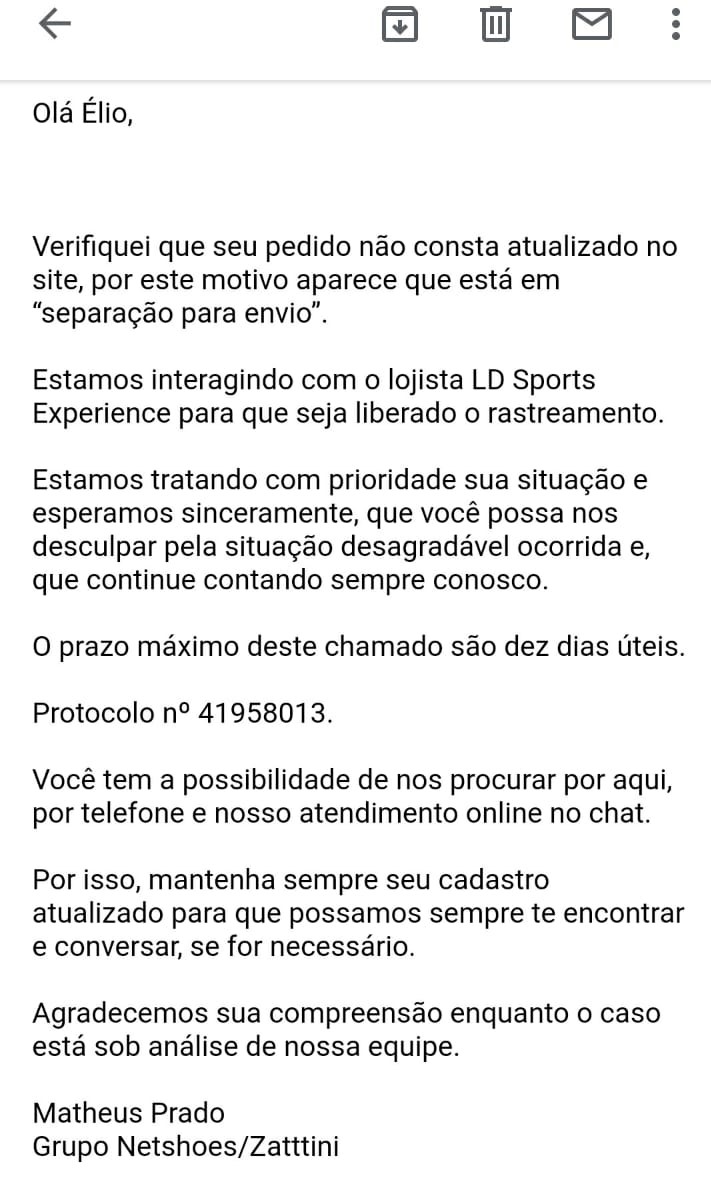 Olá Élio,
Verifiquei que seu pedido não consta atualizado no
site, por este motivo aparece que está em
“separação para envio”.
Estamos interagindo com o lojista LD Sports
Experience para que seja liberado o rastreamento.
Estamos tratando com prioridade sua situação e
esperamos sinceramente, que você possa nos
desculpar pela situação desagradável ocorrida e,
que continue contando sempre conosco.
O prazo máximo deste chamado são dez dias úteis.
Protocolo nº 41958013.
Você tem a possibilidade de nos procurar por aqui,
por telefone e nosso atendimento online no chat.
Por isso, mantenha sempre seu cadastro
atualizado para que possamos sempre te encontrar
e conversar, se for necessário.
Agradecemos sua compreensão enquanto o caso
está sob análise de nossa equipe.
Matheus Prado
Grupo Netshoes/Zatttini